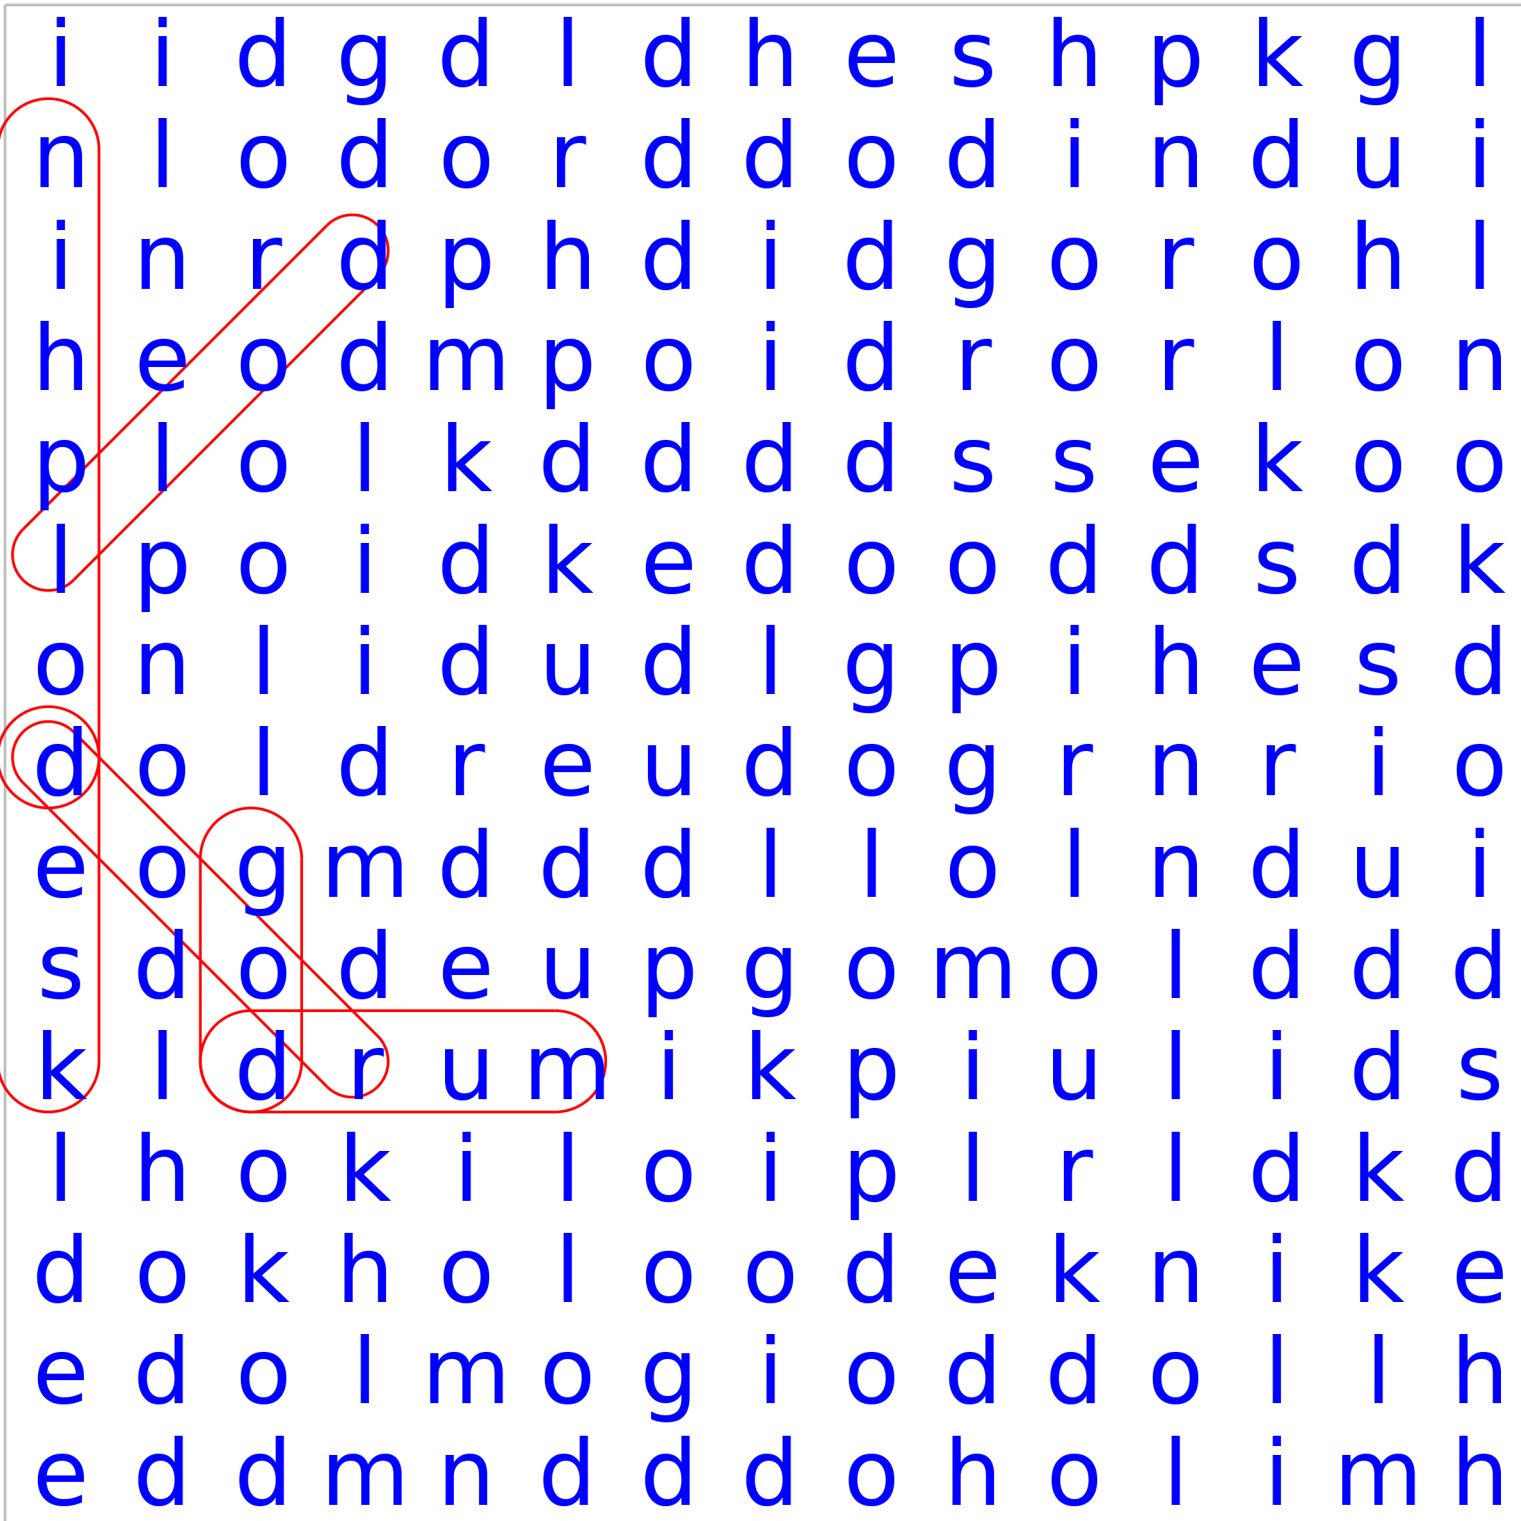 i i d g d l d h e s h p k g l
n l o d o r d d o d i n d u i
i n r d p h d i d g o r o h l
h e o d m p o i d r o r l o n
p l o l k d d d d s s e k o o
l p o i d k e d o o d d s d k
o n l i d u d l g p i h e s d
d o l d r e u d o g r n r i o
e o g m d d d l l o l n d u i
s d o d e u p g o m o l d d d
k l d r u m i k p i u l i d s
l h o k i l o i p l r l d k d
d o k h o l o o d e k n i k e
e d o l m o g i o d d o l l h
e d d m n d d d o h o l i m h